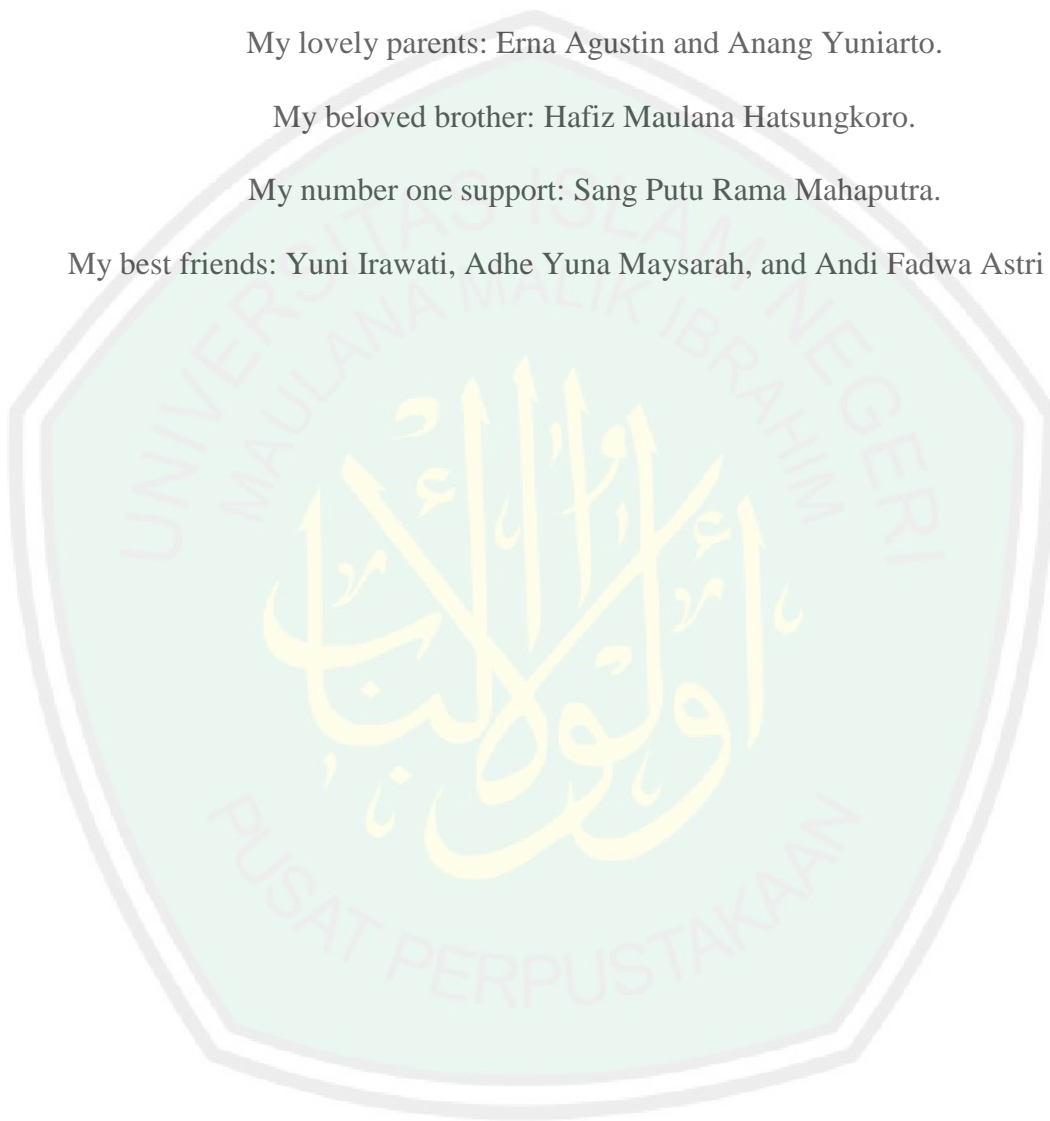 My lovely parents: Erna Agustin and Anang Yuniarto.
My beloved brother: Hafiz Maulana Hatsungkoro.
My number one support: Sang Putu Rama Mahaputra.
My best friends: Yuni Irawati, Adhe Yuna Maysarah, and Andi Fadwa Astri
UNIVERSITAS ISLAM NEGERI
MAULANA MALIK IBRAHIM
أولو الألباب
PUSAT PERPUSTAKAAN